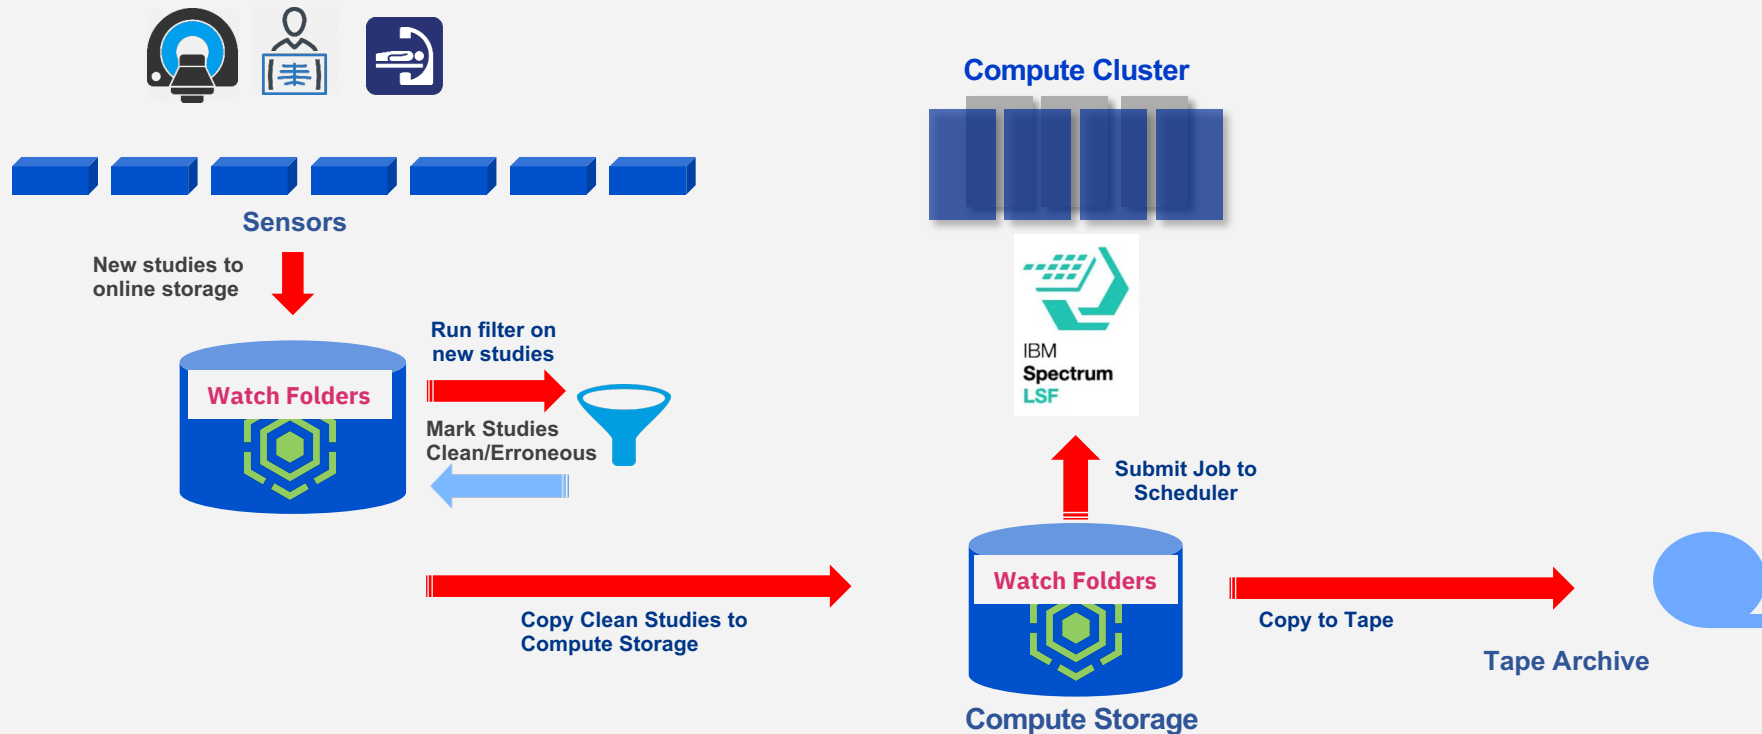 Compute Cluster
Sensors
New studies to
online storage
Run filter on
new studies
Watch Folders
Mark Studies
Clean/Erroneous
IBM
Spectrum
LSF
Submit Job to
Scheduler
Watch Folders
Copy Clean Studies to
Compute Storage
Copy to Tape
Tape Archive
Compute Storage